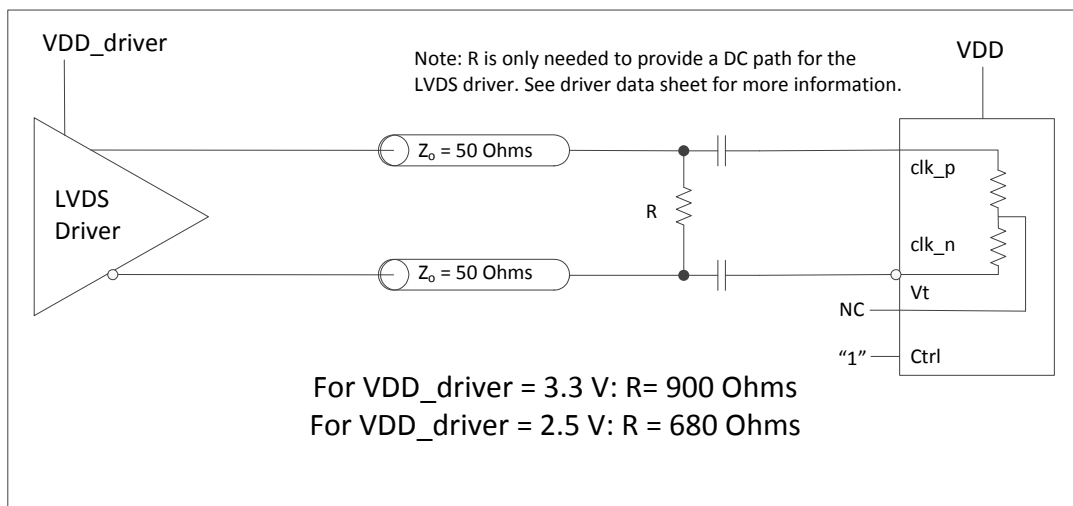 VDD_driver
Note: R is only needed to provide a DC path for the
LVDS driver. See driver data sheet for more information.
VDD
Zo = 50 Ohms
clk_p
LVDS
Driver
R
clk_n
Zo = 50 Ohms
Vt
NC
“1”
Ctrl
For VDD_driver = 3.3 V: R= 900 Ohms
For VDD_driver = 2.5 V: R = 680 Ohms